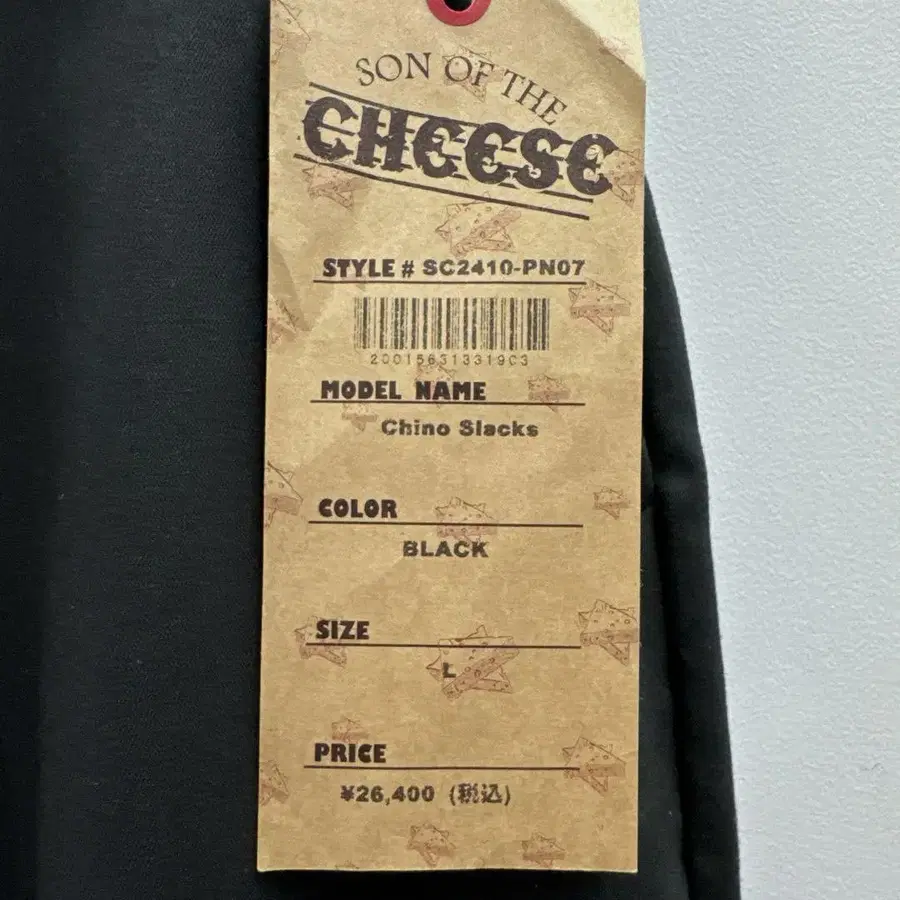 SON OF THE
CHEESE
STYLE # SC2410-PN07
20015631331903
MODEL NAME
Chino Slacks
COLOR
BLACK
SIZE
L
PRICE
¥26,400 (税込)